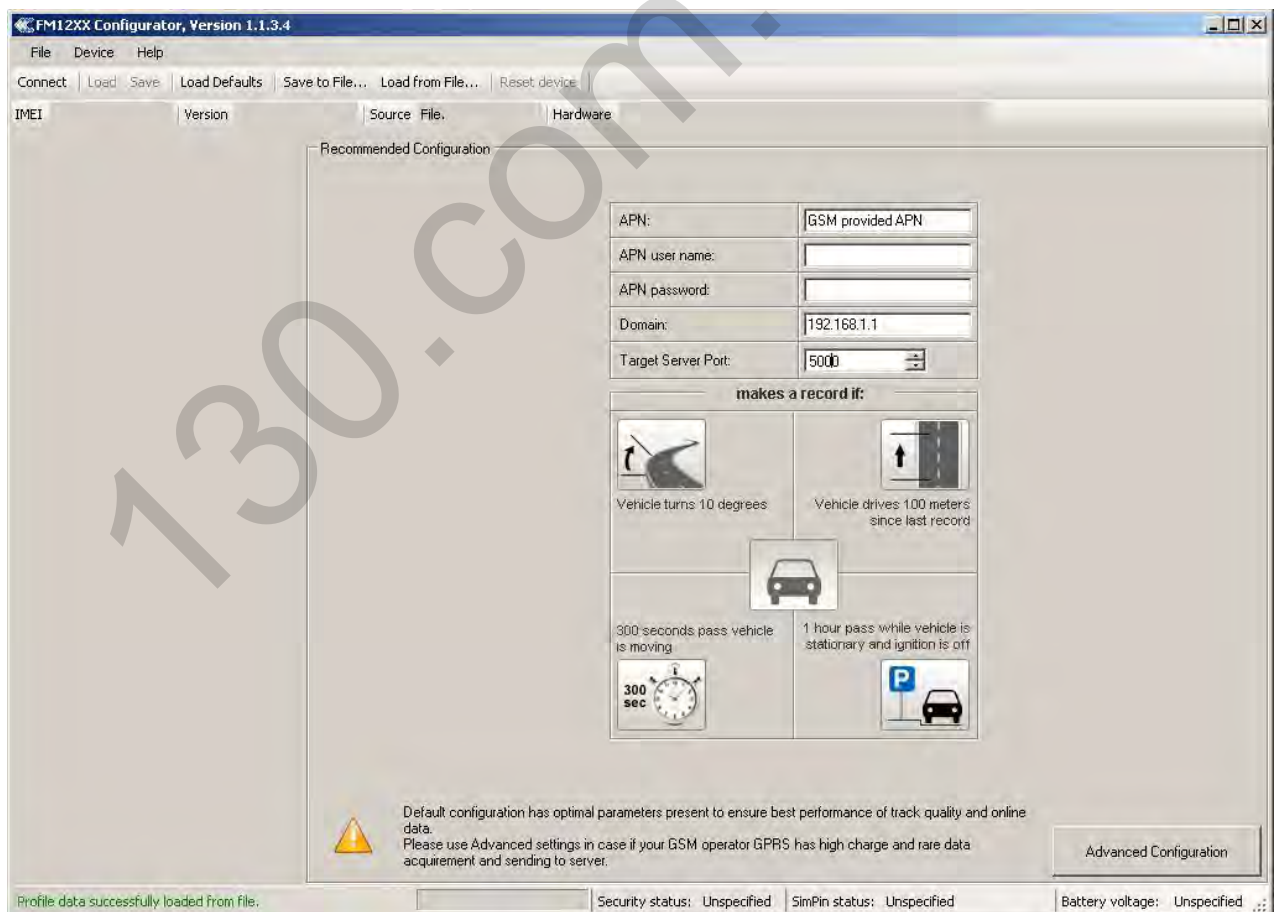 FM12XX Configurator, Version 1.1.3.4
File Device Help
Connect Load Save Load Defaults Save to File... Load from File... Reset device
IMEI Version Source File. Hardware
Recommended Configuration
APN: GSM provided APN
APN user name:
APN password:
Domain: 192.168.1.1
Target Server Port: 5000
makes a record if:
Vehicle turns 10 degrees
Vehicle drives 100 meters
since last record
300 seconds pass vehicle
is moving
1 hour pass while vehicle is
stationary and ignition is off
300
sec
P
Default configuration has optimal parameters present to ensure best performance of track quality and online
data.
Please use Advanced settings in case if your GSM operator GPRS has high charge and rare data
acquirement and sending to server.
Advanced Configuration
Profile data successfully loaded from file.
Security status: Unspecified SimPin status: Unspecified Battery voltage: Unspecified
130.com.